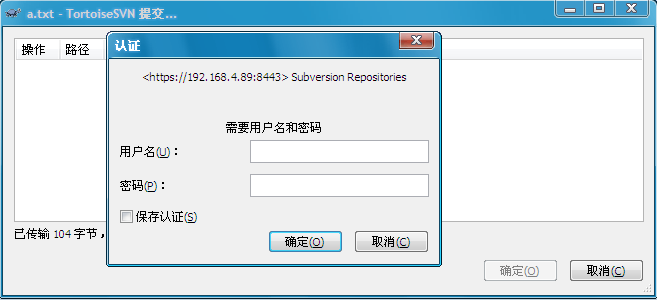 a.txt - TortoiseSVN 提交...
操作 路径
认证
<https://192.168.4.89:8443> Subversion Repositories
需要用户名和密码
用户名(U)：
密码(P)：
保存认证(S)
确定(O) 取消(C)
已传输 104 字节，
确定(O) 取消(C)